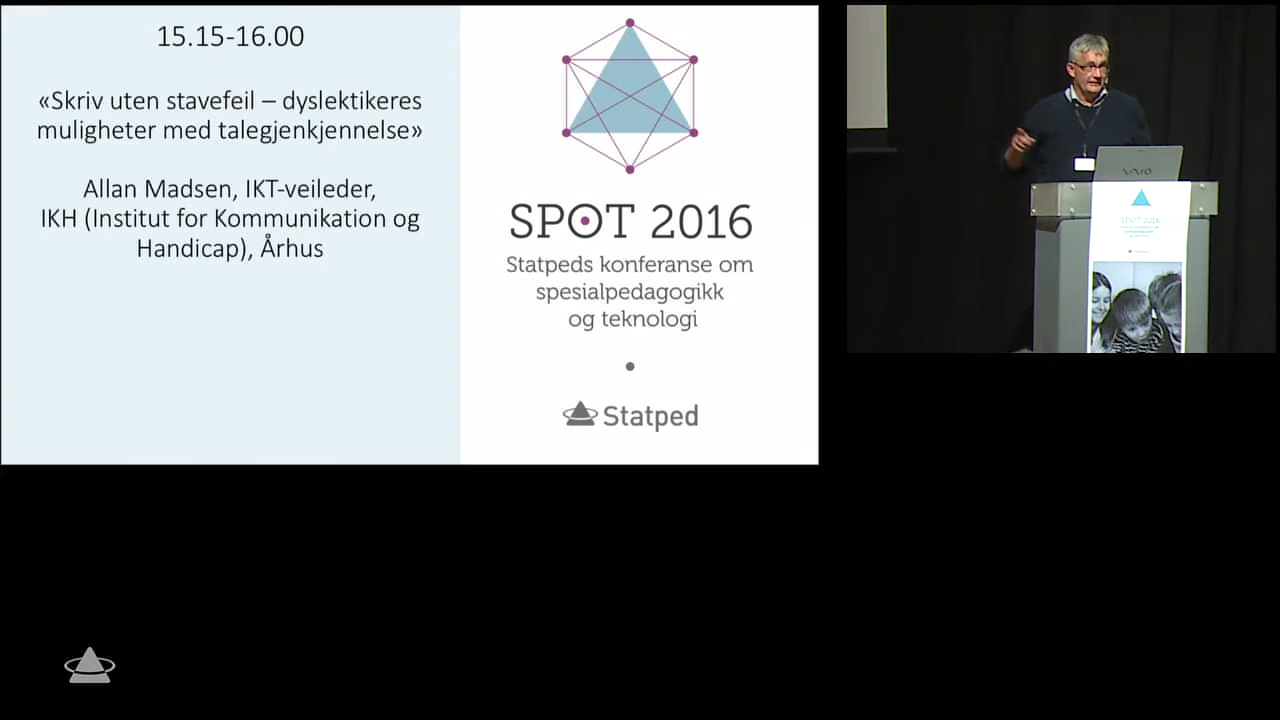 15.15-16.00
«Skriv uten stavefeil – dyslektikeres
muligheter med talegjenkjennelse»
Allan Madsen, IKT-veileder,
IKH (Institut for Kommunikation og
Handicap), Århus
SPOT 2016
Statpeds konferanse om
spesialpedagogikk
og teknologi
Statped
VAIO
SPOT 2016